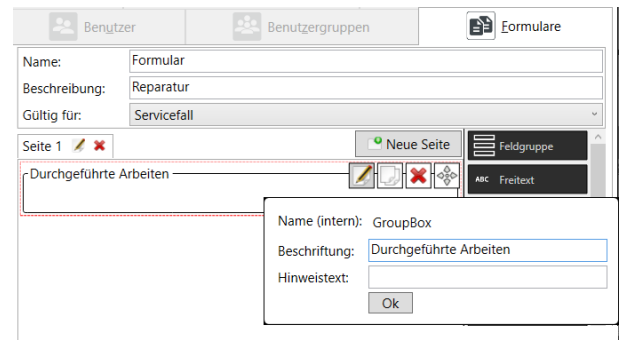 Benutzer Benutzergruppen Formulare
Name: Formular
Beschreibung: Reparatur
Gültig für: Servicefall
Seite 1 Neue Seite Feldgruppe
Durchgeführte Arbeiten ABC Freitext
Name (intern): GroupBox
Beschriftung: Durchgeführte Arbeiten
Hinweistext:
Ok